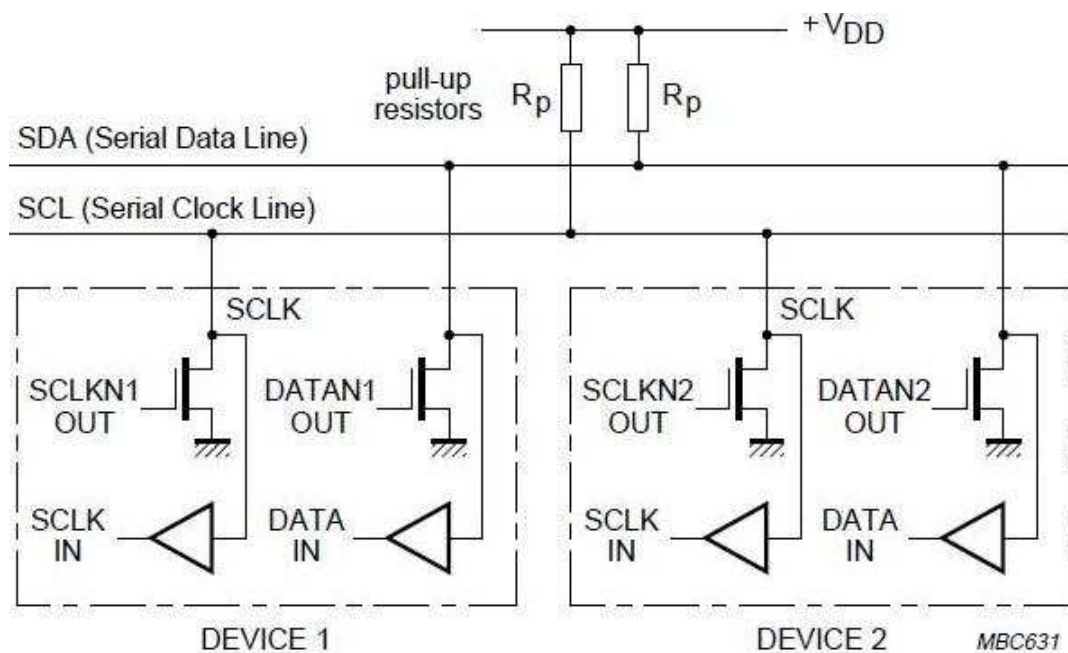 +VDD
pull-up
resistors
Rp
Rp
SDA (Serial Data Line)
SCL (Serial Clock Line)
SCLK
SCLK
SCLKN1
OUT
DATAN1
OUT
SCLKN2
OUT
DATAN2
OUT
SCLK
IN
DATA
IN
SCLK
IN
DATA
IN
DEVICE 1
DEVICE 2
MBC631